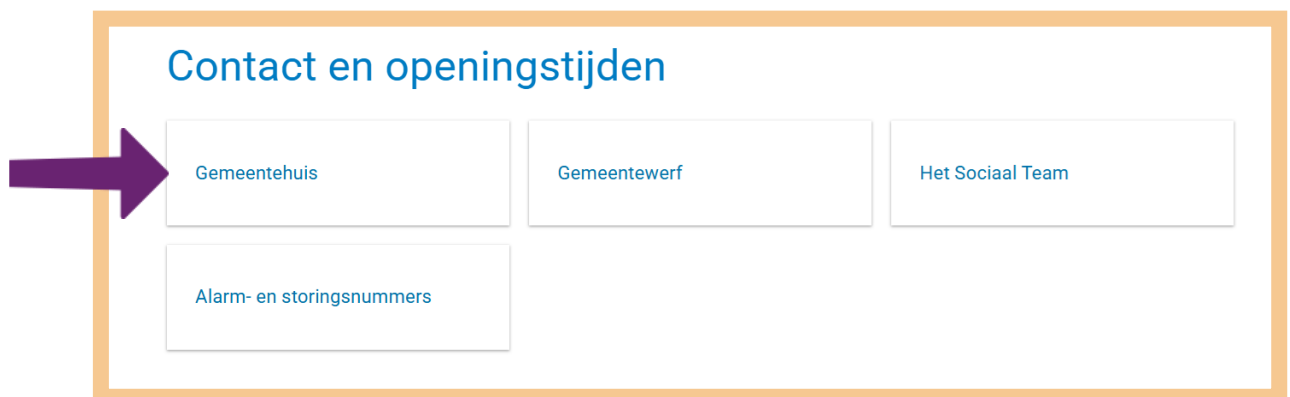 Contact en openingstijden
Gemeentehuis
Gemeentewerf
Het Sociaal Team
Alarm- en storingsnummers